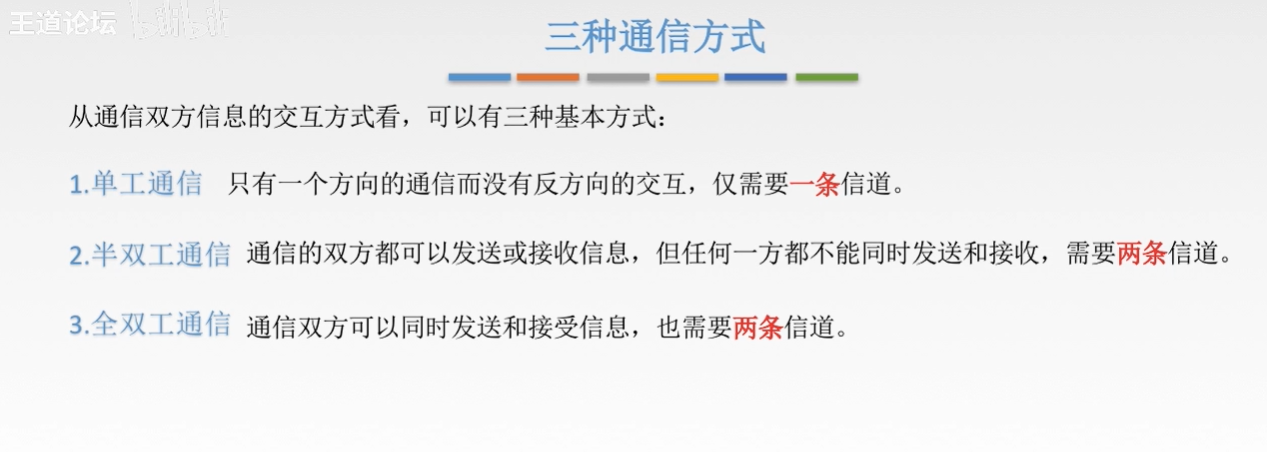 王道论坛 bilibili
三种通信方式
从通信双方信息的交互方式看，可以有三种基本方式：
1.单工通信 只有一个方向的通信而没有反方向的交互，仅需要一条信道。
2.半双工通信 通信的双方都可以发送或接收信息，但任何一方都不能同时发送和接收，需要两条信道。
3.全双工通信 通信双方可以同时发送和接受信息，也需要两条信道。